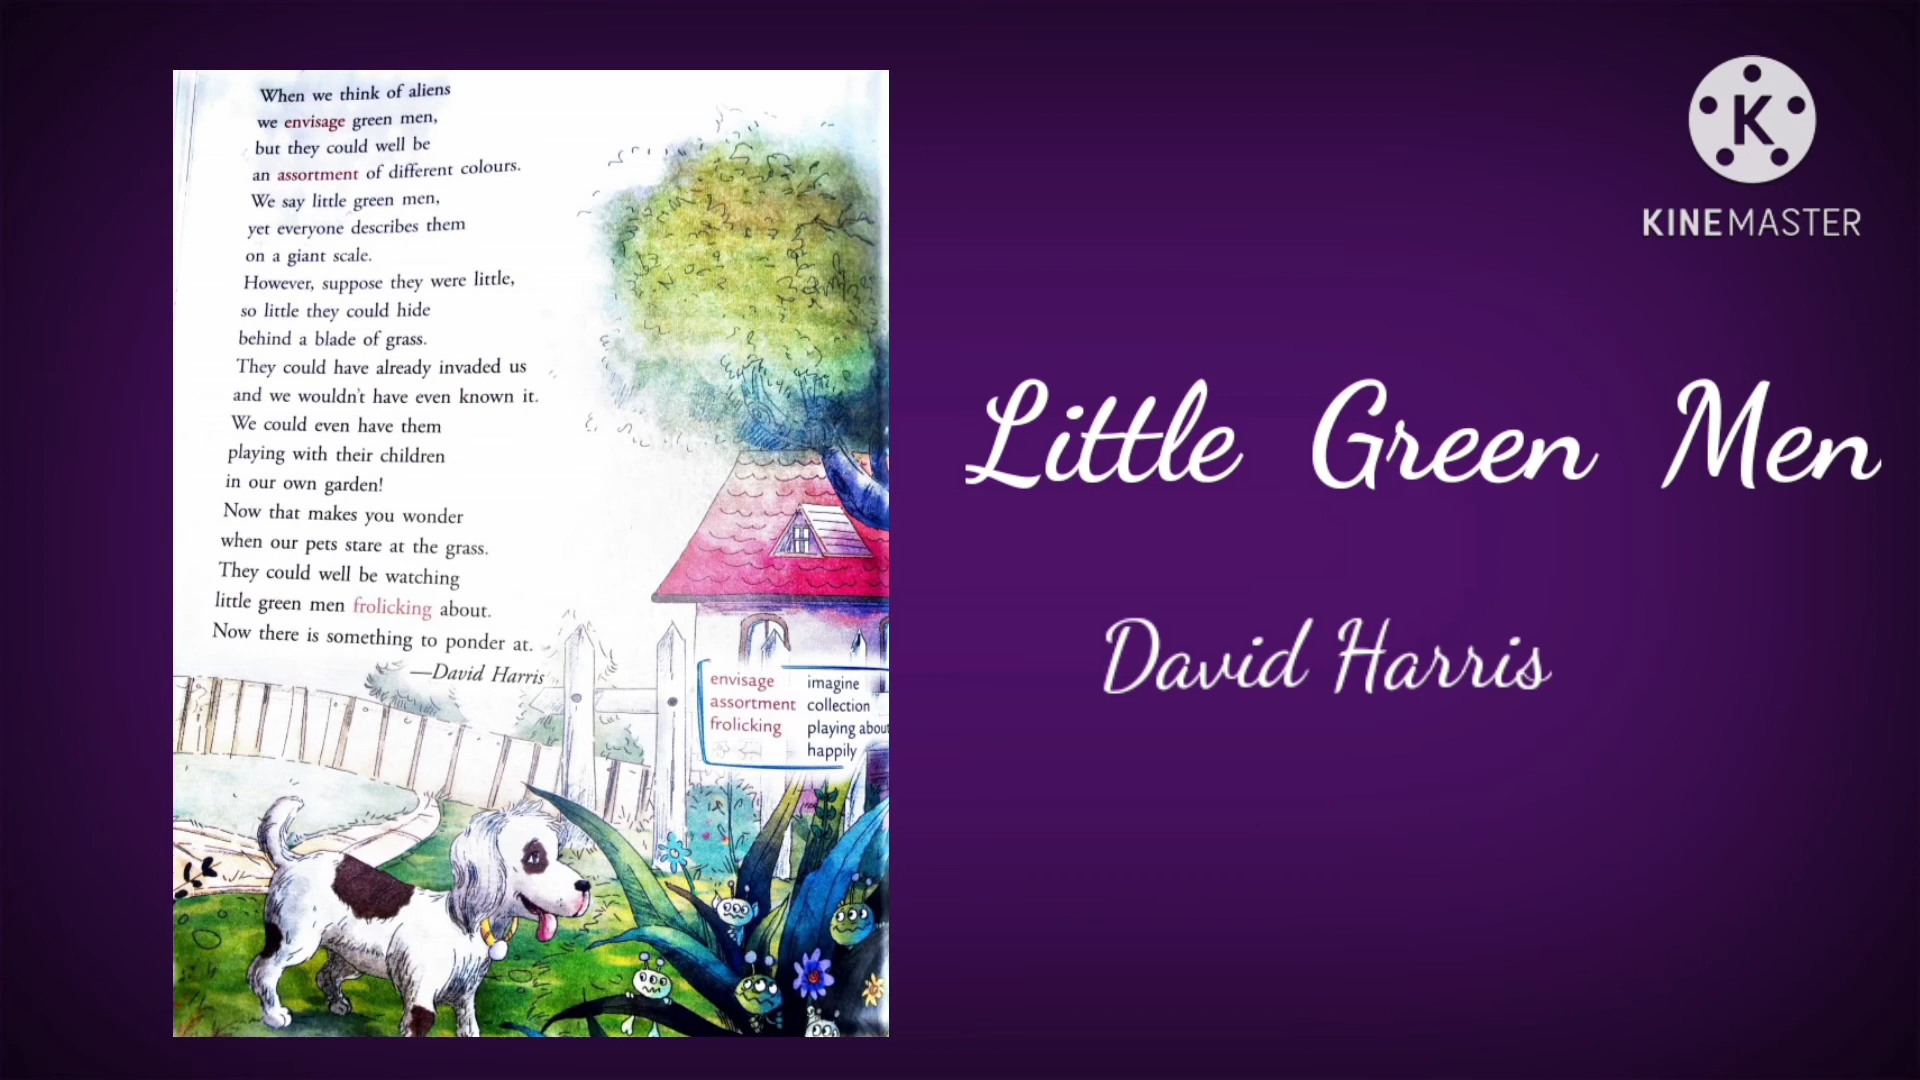 When we think of aliens
we envisage green men,
but they could well be
an assortment of different colours.
We say little green men,
yet everyone describes them
on a giant scale.
However, suppose they were little,
so little they could hide
behind a blade of grass.
They could have already invaded us
and we wouldn't have even known it.
We could even have them
playing with their children
in our own garden!
Now that makes you wonder
when our pets stare at the grass.
They could well be watching
little green men frolicking about.
Now there is something to ponder at.
—David Harris
envisage imagine
assortment collection
frolicking playing about
happily
K
KINEMASTER
Little Green Men
David Harris